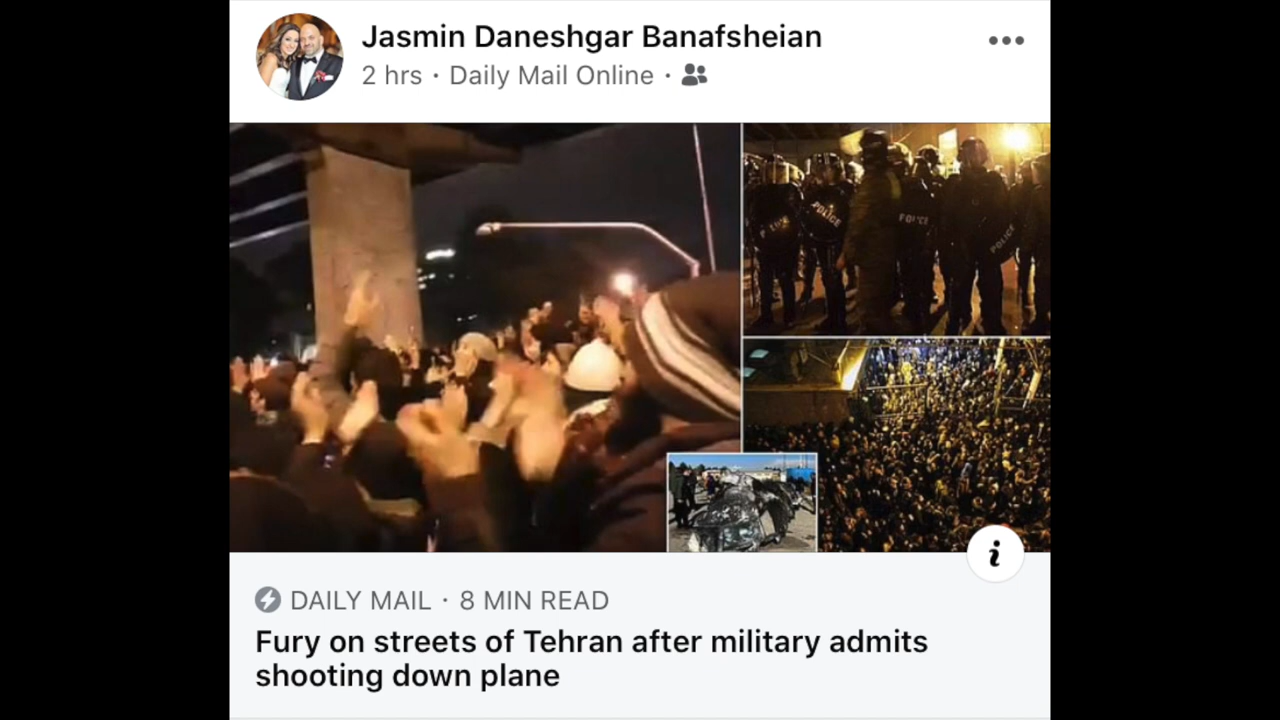 Jasmin Daneshgar Banafsheian
2 hrs · Daily Mail Online ·
POLICE
POLICE
POLICE
DAILY MAIL · 8 MIN READ
Fury on streets of Tehran after military admits
shooting down plane